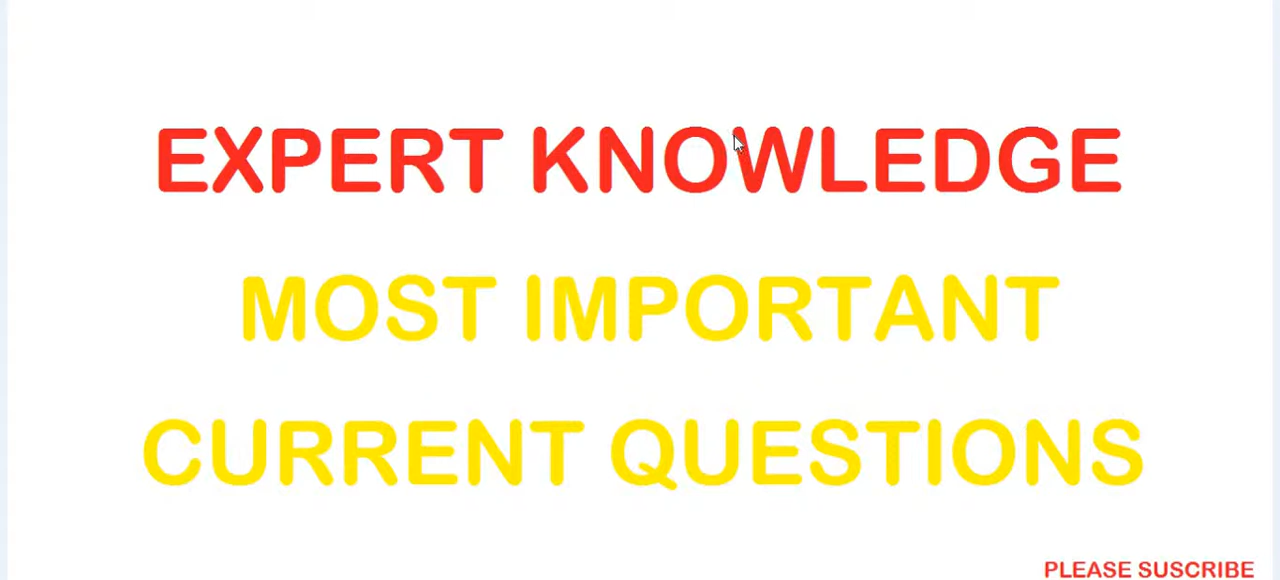 EXPERT KNOWLEDGE
MOST IMPORTANT
CURRENT QUESTIONS
PLEASE SUSCRIBE